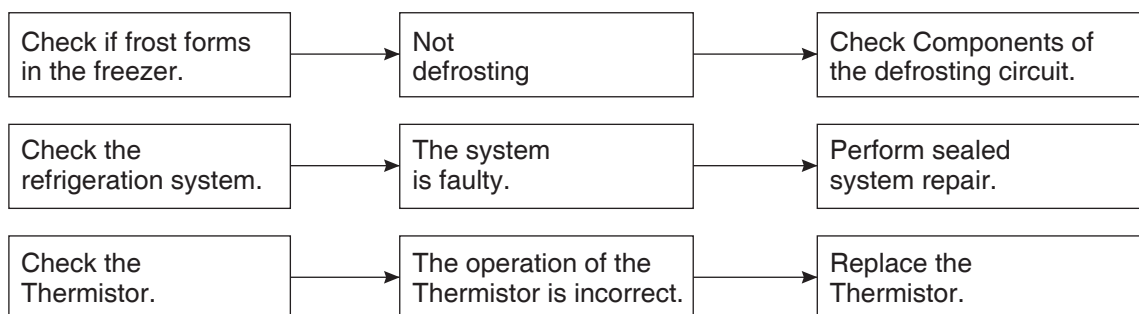 Check if frost forms
in the freezer.
Not
defrosting
Check Components of
the defrosting circuit.
Check the
refrigeration system.
The system
is faulty.
Perform sealed
system repair.
Check the
Thermistor.
The operation of the
Thermistor is incorrect.
Replace the
Thermistor.